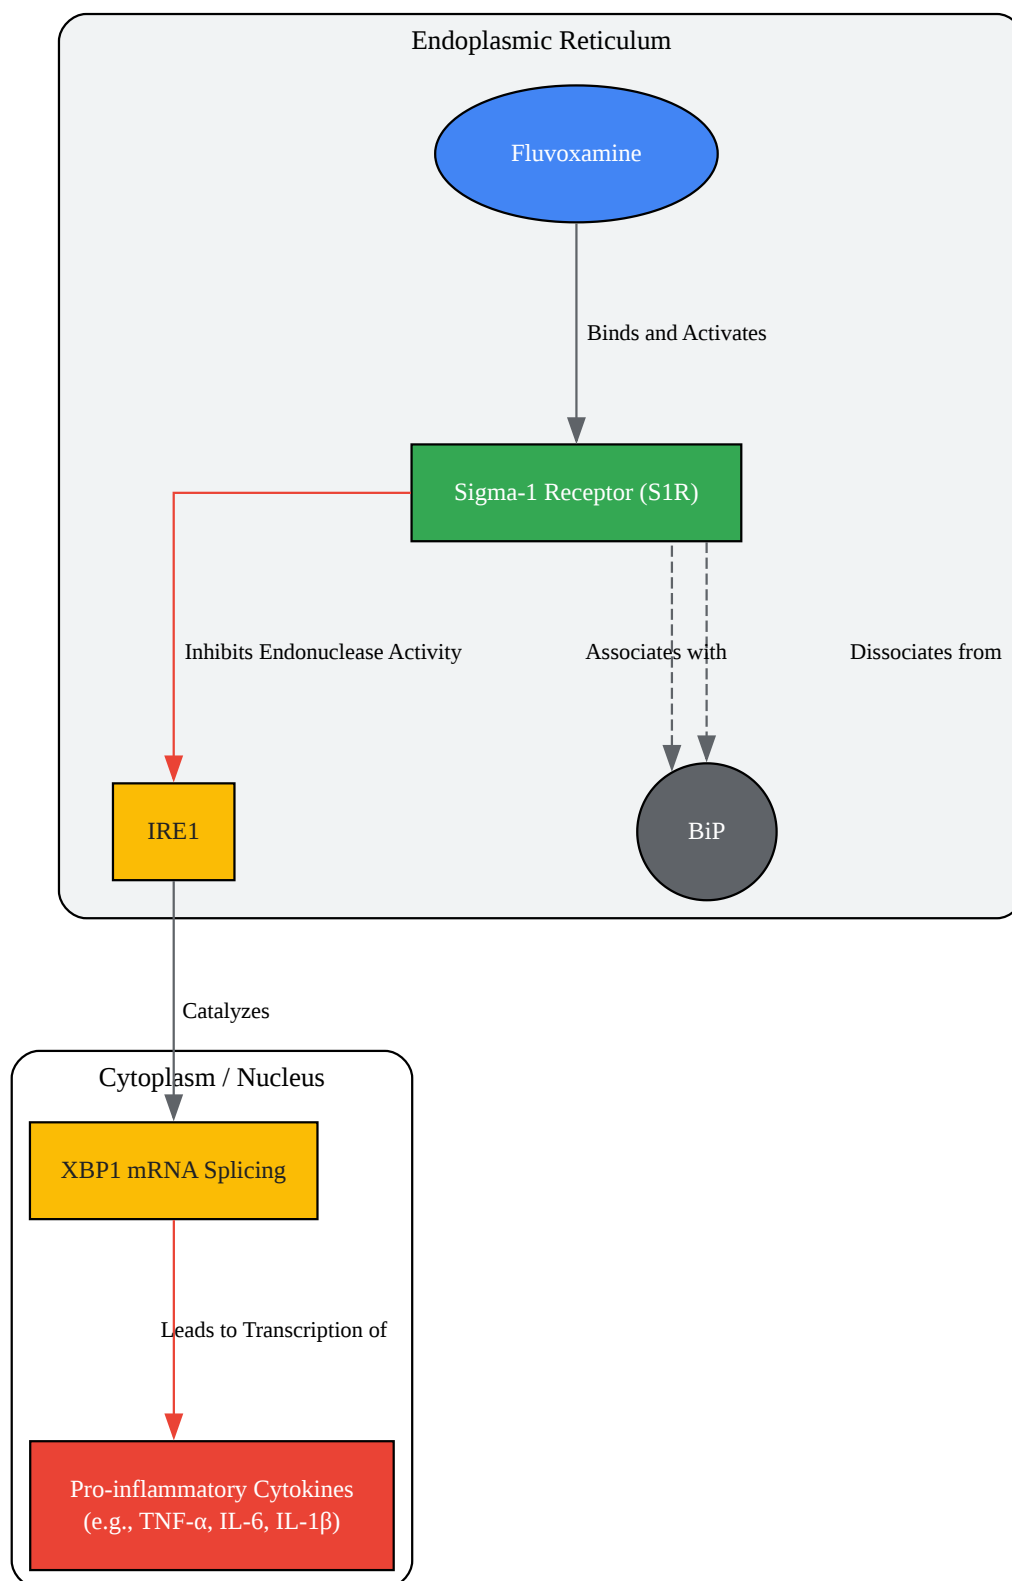 Endoplasmic Reticulum
Fluvoxamine
Binds and Activates
Sigma-1 Receptor (S1R)
Inhibits Endonuclease Activity
Associates with
Dissociates from
IRE1
BiP
Catalyzes
Cytoplasm / Nucleus
XBP1 mRNA Splicing
Leads to Transcription of
Pro-inflammatory Cytokines
(e.g., TNF-α, IL-6, IL-1β)